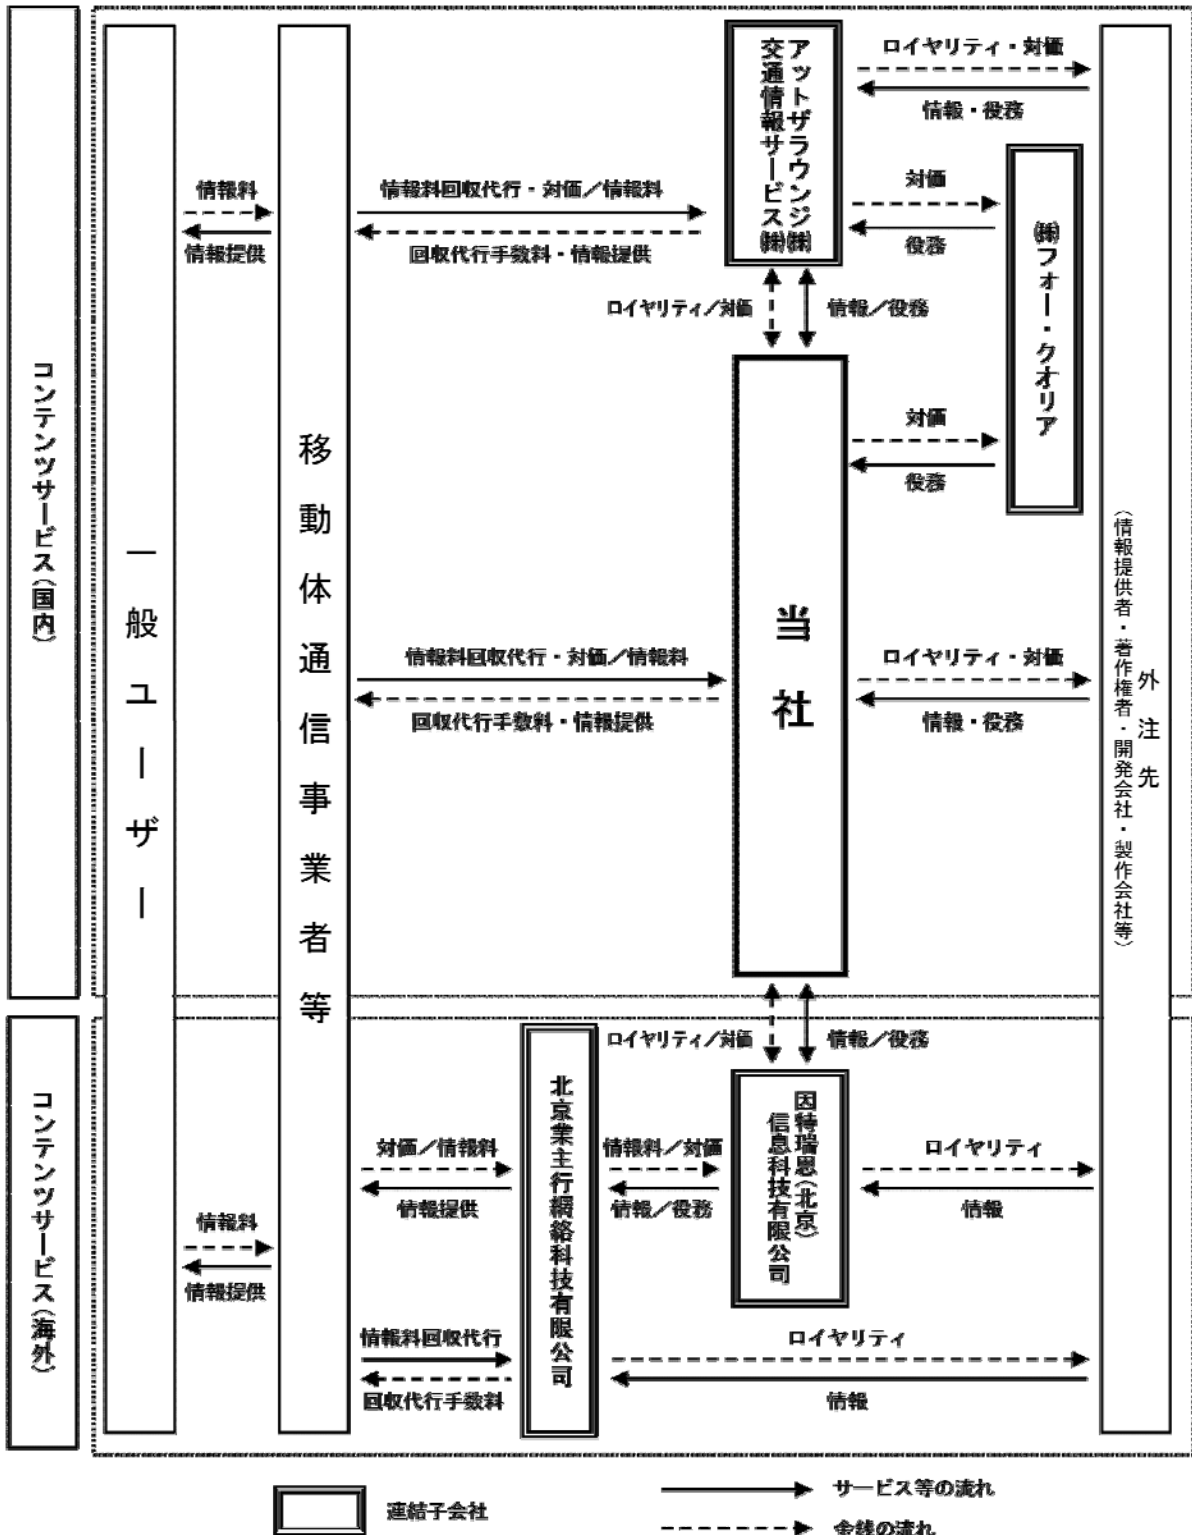 コンテンツサービス(国内)
コンテンツサービス(海外)
一般ユーザー
移動体通信事業者等
情報料
情報提供
情報料回収代行・対価/情報料
回収代行手数料・情報提供
アットザラウンジ㈱
交通情報サービス㈱
ロイヤリティ・対価
情報・役務
対価
役務
㈱フォー・クオリア
ロイヤリティ/対価
情報/役務
対価
役務
当社
情報料回収代行・対価/情報料
回収代行手数料・情報提供
ロイヤリティ・対価
情報・役務
外注先
(情報提供者・著作権者・開発会社・製作会社等)
ロイヤリティ/対価
情報/役務
情報料
情報提供
対価/情報料
情報提供
北京業主行網絡科技有限公司
情報料/対価
情報/役務
因特瑞思(北京)
信息科技有限公司
ロイヤリティ
情報
情報料回収代行
回収代行手数料
ロイヤリティ
情報
連結子会社
サービス等の流れ
金銭の流れ